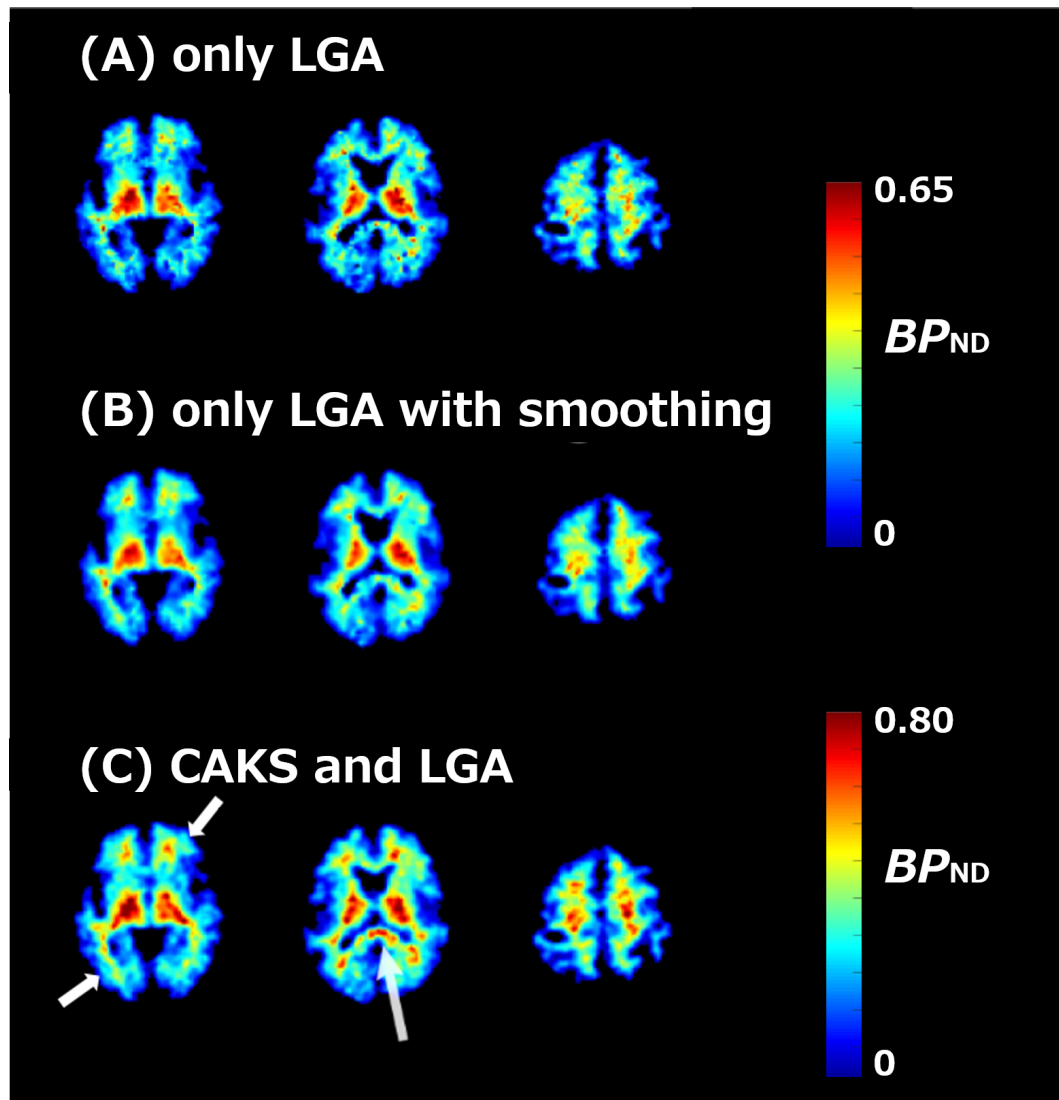 (A) only LGA
0.65
BPND
0
(B) only LGA with smoothing
0.80
(C) CAKS and LGA
BPND
0